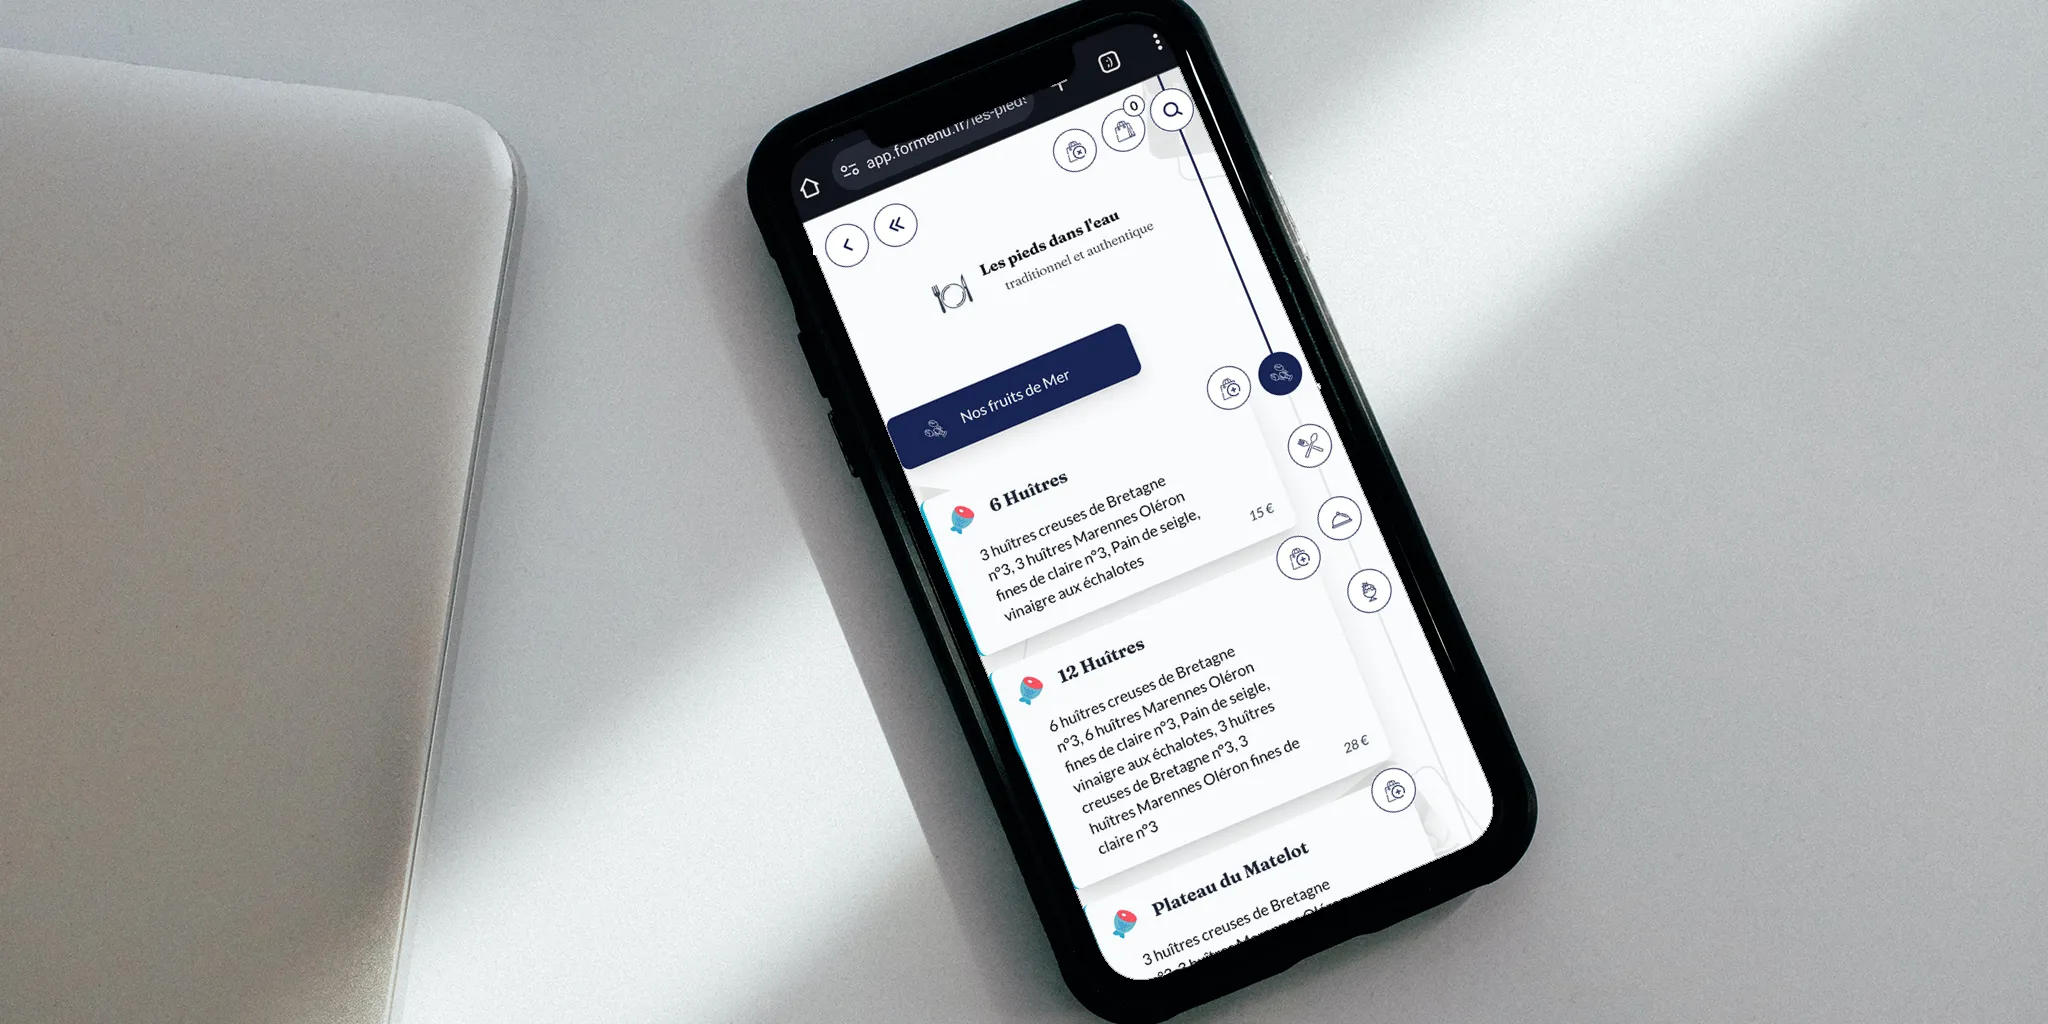 app.formenu.fr/les-pieds
0
Les pieds dans l'eau
traditionnel et authentique
Nos fruits de Mer
6 Huîtres
3 huîtres creuses de Bretagne
n°3, 3 huîtres Marennes Oléron
fines de claire n°3, Pain de seigle,
vinaigre aux échalotes
15 €
12 Huîtres
6 huîtres creuses de Bretagne
n°3, 6 huîtres Marennes Oléron
fines de claire n°3, Pain de seigle,
vinaigre aux échalotes, 3 huîtres
creuses de Bretagne n°3, 3
huîtres Marennes Oléron fines de
claire n°3
28 €
Plateau du Matelot
3 huîtres creuses de Bretagne